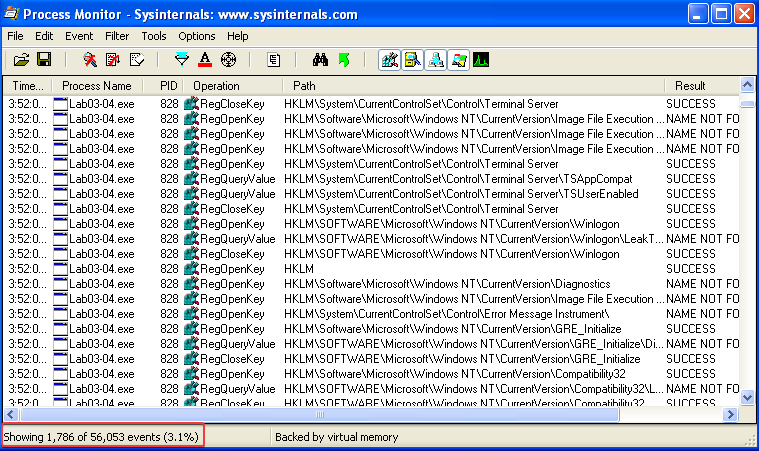 Process Monitor - Sysinternals: www.sysinternals.com
File Edit Event Filter Tools Options Help
Time... Process Name PID Operation Path Result
3:52:0... Lab03-04.exe 828 RegCloseKey HKLM\System\CurrentControlSet\Control\Terminal Server SUCCESS
3:52:0... Lab03-04.exe 828 RegOpenKey HKLM\Software\Microsoft\Windows NT\CurrentVersion\Image File Execution ... NAME NOT FO
3:52:0... Lab03-04.exe 828 RegOpenKey HKLM\Software\Microsoft\Windows NT\CurrentVersion\Image File Execution ... NAME NOT FO
3:52:0... Lab03-04.exe 828 RegOpenKey HKLM\Software\Microsoft\Windows NT\CurrentVersion\Image File Execution ... NAME NOT FO
3:52:0... Lab03-04.exe 828 RegOpenKey HKLM\System\CurrentControlSet\Control\Terminal Server SUCCESS
3:52:0... Lab03-04.exe 828 RegQueryValue HKLM\System\CurrentControlSet\Control\Terminal Server\TSAppCompat SUCCESS
3:52:0... Lab03-04.exe 828 RegQueryValue HKLM\System\CurrentControlSet\Control\Terminal Server\TSUserEnabled SUCCESS
3:52:0... Lab03-04.exe 828 RegCloseKey HKLM\System\CurrentControlSet\Control\Terminal Server SUCCESS
3:52:0... Lab03-04.exe 828 RegOpenKey HKLM\SOFTWARE\Microsoft\Windows NT\CurrentVersion\Winlogon SUCCESS
3:52:0... Lab03-04.exe 828 RegQueryValue HKLM\SOFTWARE\Microsoft\Windows NT\CurrentVersion\Winlogon\LeakT... NAME NOT FO
3:52:0... Lab03-04.exe 828 RegCloseKey HKLM\SOFTWARE\Microsoft\Windows NT\CurrentVersion\Winlogon SUCCESS
3:52:0... Lab03-04.exe 828 RegOpenKey HKLM SUCCESS
3:52:0... Lab03-04.exe 828 RegOpenKey HKLM\Software\Microsoft\Windows NT\CurrentVersion\Diagnostics NAME NOT FO
3:52:0... Lab03-04.exe 828 RegOpenKey HKLM\Software\Microsoft\Windows NT\CurrentVersion\Image File Execution ... NAME NOT FO
3:52:0... Lab03-04.exe 828 RegOpenKey HKLM\System\CurrentControlSet\Control\Error Message Instrument\ NAME NOT FO
3:52:0... Lab03-04.exe 828 RegOpenKey HKLM\Software\Microsoft\Windows NT\CurrentVersion\GRE_Initialize SUCCESS
3:52:0... Lab03-04.exe 828 RegQueryValue HKLM\SOFTWARE\Microsoft\Windows NT\CurrentVersion\GRE_Initialize\Di... NAME NOT FO
3:52:0... Lab03-04.exe 828 RegCloseKey HKLM\SOFTWARE\Microsoft\Windows NT\CurrentVersion\GRE_Initialize SUCCESS
3:52:0... Lab03-04.exe 828 RegOpenKey HKLM\Software\Microsoft\Windows NT\CurrentVersion\Compatibility32 SUCCESS
3:52:0... Lab03-04.exe 828 RegQueryValue HKLM\SOFTWARE\Microsoft\Windows NT\CurrentVersion\Compatibility32\L... NAME NOT FO
3:52:0... Lab03-04.exe 828 RegCloseKey HKLM\SOFTWARE\Microsoft\Windows NT\CurrentVersion\Compatibility32 SUCCESS
Showing 1,786 of 56,053 events (3.1%) Backed by virtual memory